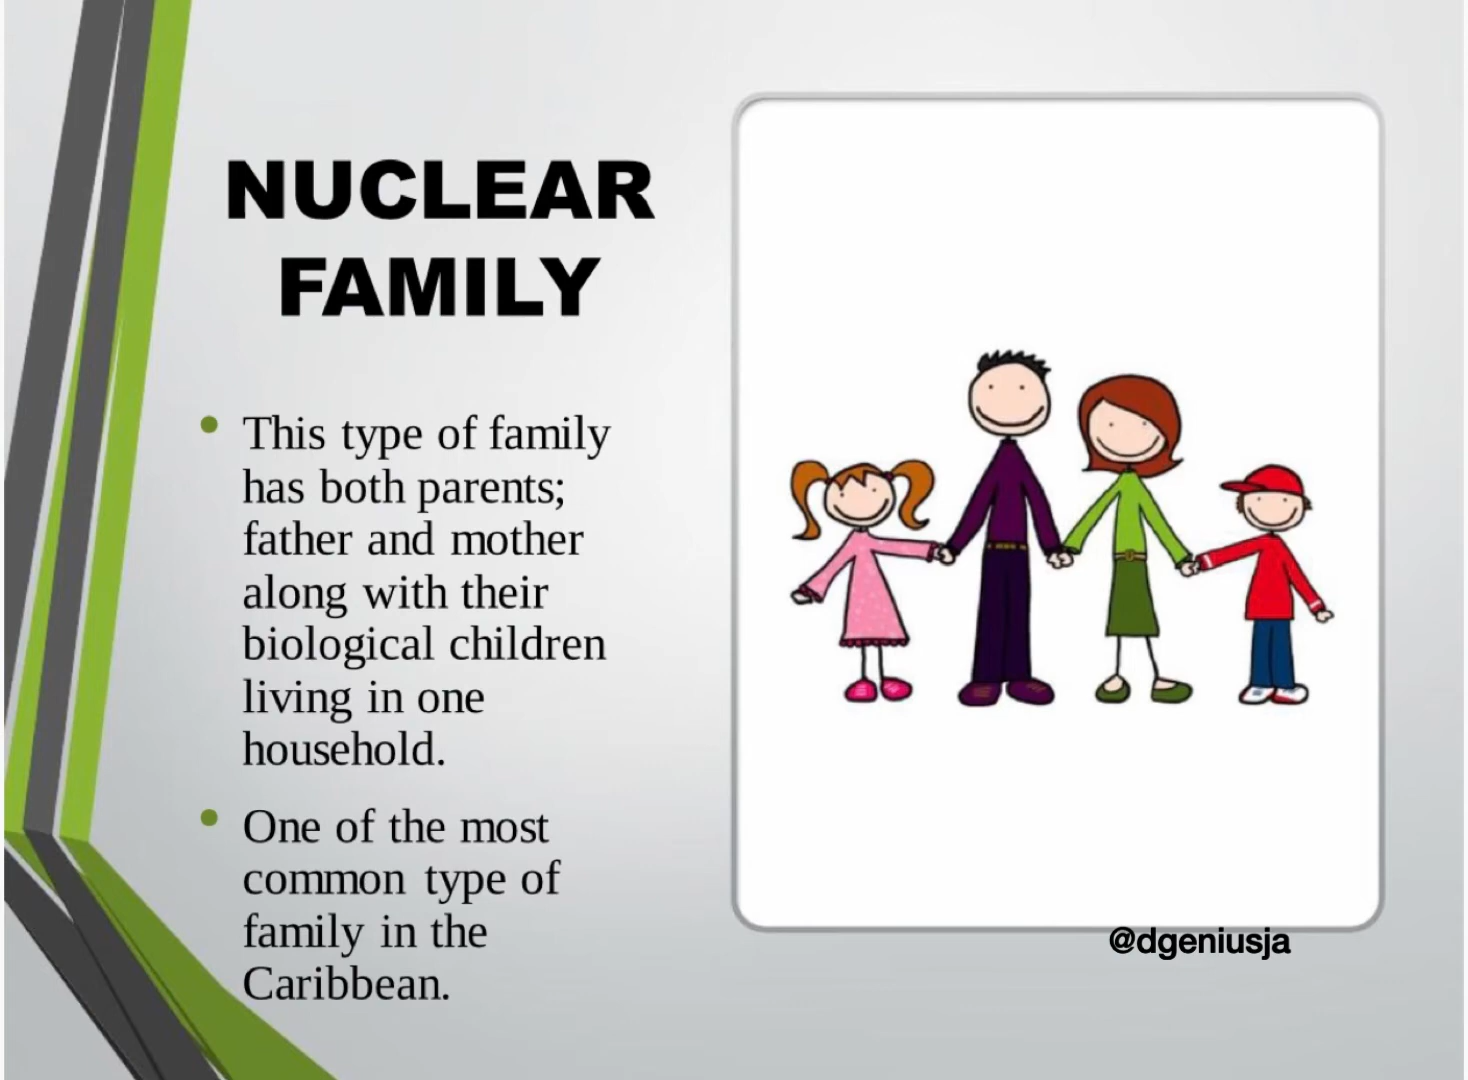 NUCLEAR
FAMILY
• This type of family
has both parents;
father and mother
along with their
biological children
living in one
household.
• One of the most
common type of
family in the
Caribbean.
@dgeniusja